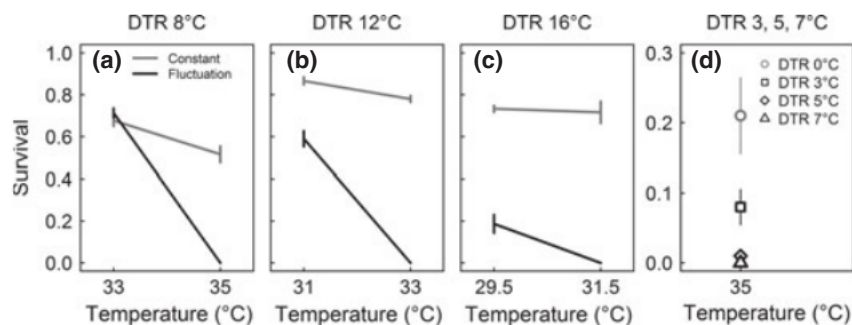 DTR 8°C
DTR 12°C
DTR 16°C
DTR 3, 5, 7°C
Survival
1.0
0.8
0.6
0.4
0.2
0.0
(a)
Constant
Fluctuation
33
35
Temperature (°C)
(b)
31
33
Temperature (°C)
(c)
29.5
31.5
Temperature (°C)
0.3
0.2
0.1
0.0
(d)
DTR 0°C
DTR 3°C
DTR 5°C
DTR 7°C
35
Temperature (°C)